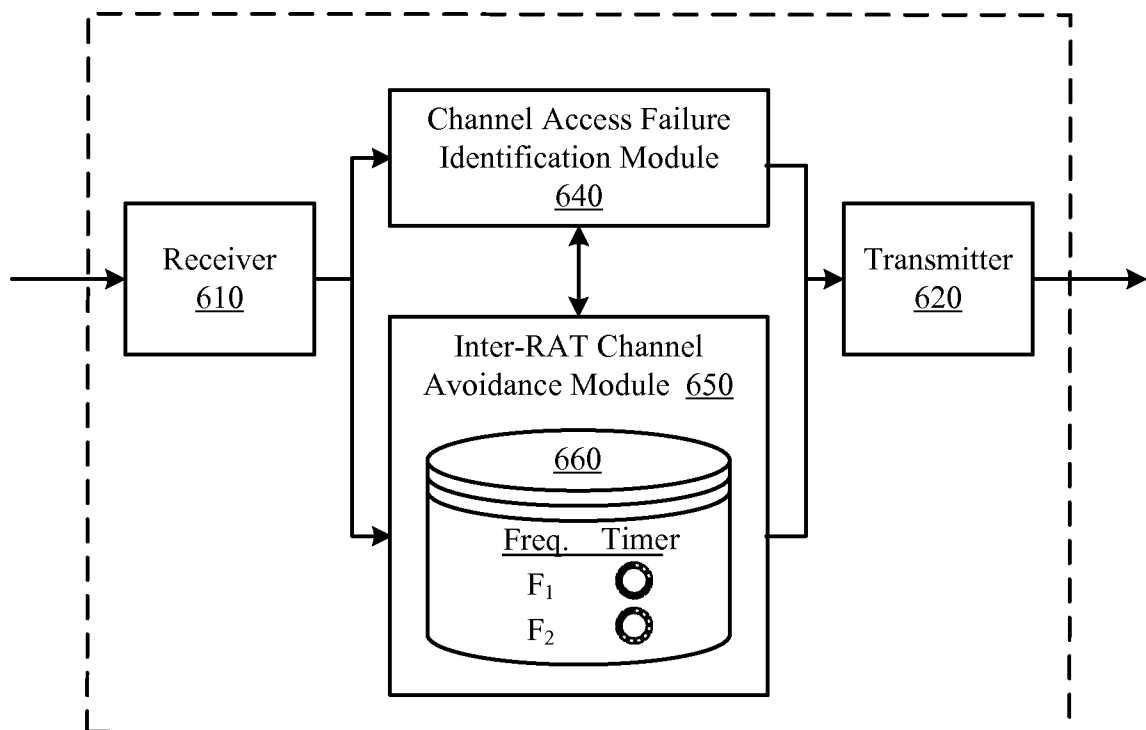 Channel Access Failure
Identification Module
640
Receiver
610
Transmitter
620
Inter-RAT Channel
Avoidance Module 650
660
Freq. Timer
F₁
F₂